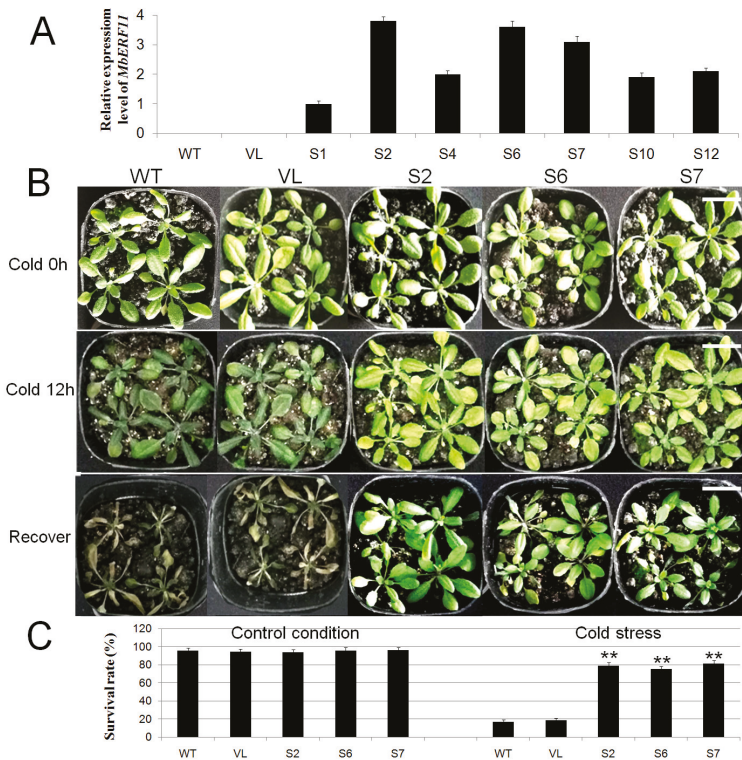 A
Relative expression
level of MbERF11
4
3
2
1
0
WT VL S1 S2 S4 S6 S7 S10 S12
B
WT VL S2 S6 S7
Cold 0h
Cold 12h
Recover
C
Survival rate (%)
120
100
80
60
40
20
0
Control condition Cold stress
** ** **
WT VL S2 S6 S7 WT VL S2 S6 S7